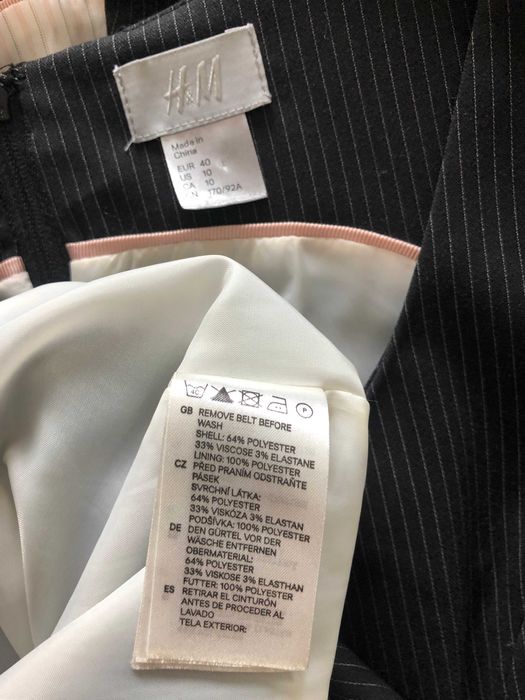 H&M
Made in
China
EUR 40
US 10
CA 10
170/92A
40
P
GB REMOVE BELT BEFORE
WASH
SHELL: 64% POLYESTER
33% VISCOSE 3% ELASTANE
LINING: 100% POLYESTER
CZ PŘED PRANÍM ODSTRAŇTE
PÁSEK
SVRCHNÍ LÁTKA:
64% POLYESTER
33% VISKÓZA 3% ELASTAN
PODŠÍVKA: 100% POLYESTER
DE DEN GÜRTEL VOR DER
WÄSCHE ENTFERNEN
OBERMATERIAL:
64% POLYESTER
33% VISKOSE 3% ELASTHAN
FUTTER: 100% POLYESTER
ES RETIRAR EL CINTURÓN
ANTES DE PROCEDER AL
LAVADO
TELA EXTERIOR: